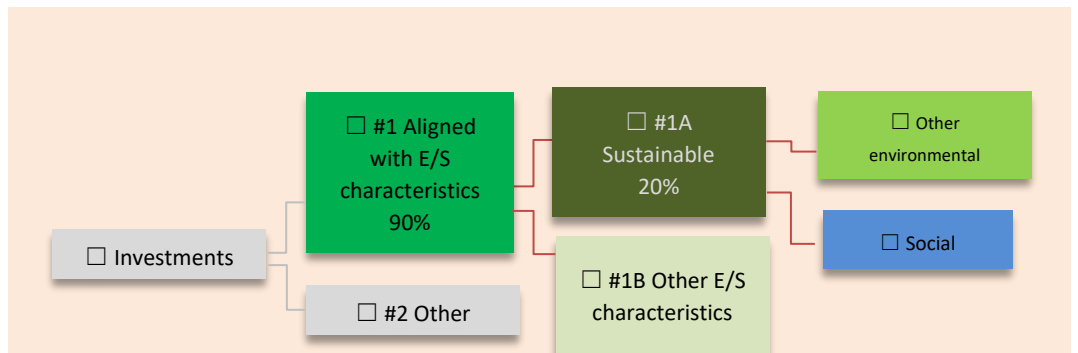 ☐ #1 Aligned
with E/S
characteristics
90%
☐ #1A
Sustainable
20%
☐ Other
environmental
☐ Social
☐ Investments
☐ #1B Other E/S
characteristics
☐ #2 Other